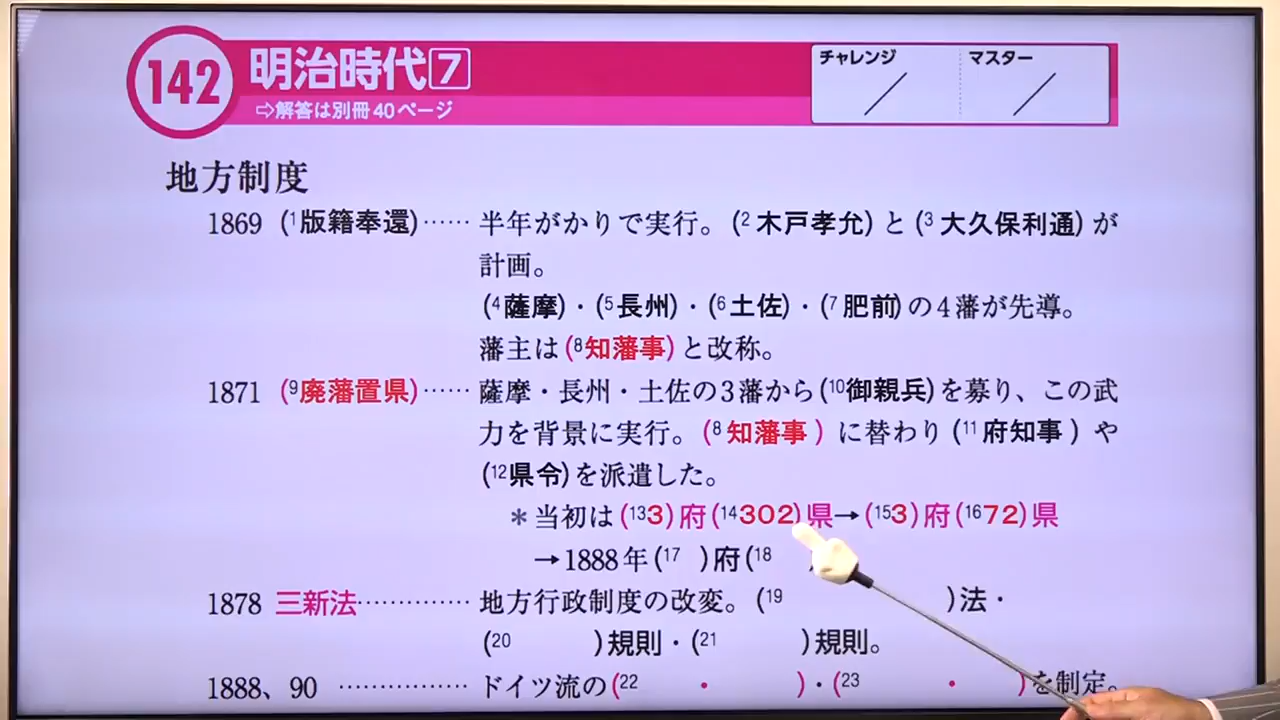 142 明治時代7
チャレンジ マスター
⇨解答は別冊40ページ
地方制度
1869 (1版籍奉還)……半年がかりで実行。(2木戸孝允)と(3大久保利通)が
計画。
(4薩摩)・(5長州)・(6土佐)・(7肥前)の4藩が先導。
藩主は(8知藩事)と改称。
1871 (9廃藩置県)……薩摩・長州・土佐の3藩から(10御親兵)を募り、この武
力を背景に実行。(8知藩事)に替わり(11府知事)や
(12県令)を派遣した。
＊当初は(133)府(14302)県→(153)府(1672)県
→1888年(17 )府(18 )
1878 三新法…………地方行政制度の改変。(19 )法・
(20 )規則・(21 )規則。
1888、90 ……………ドイツ流の(22 ・ )・(23 ・ )を制定。